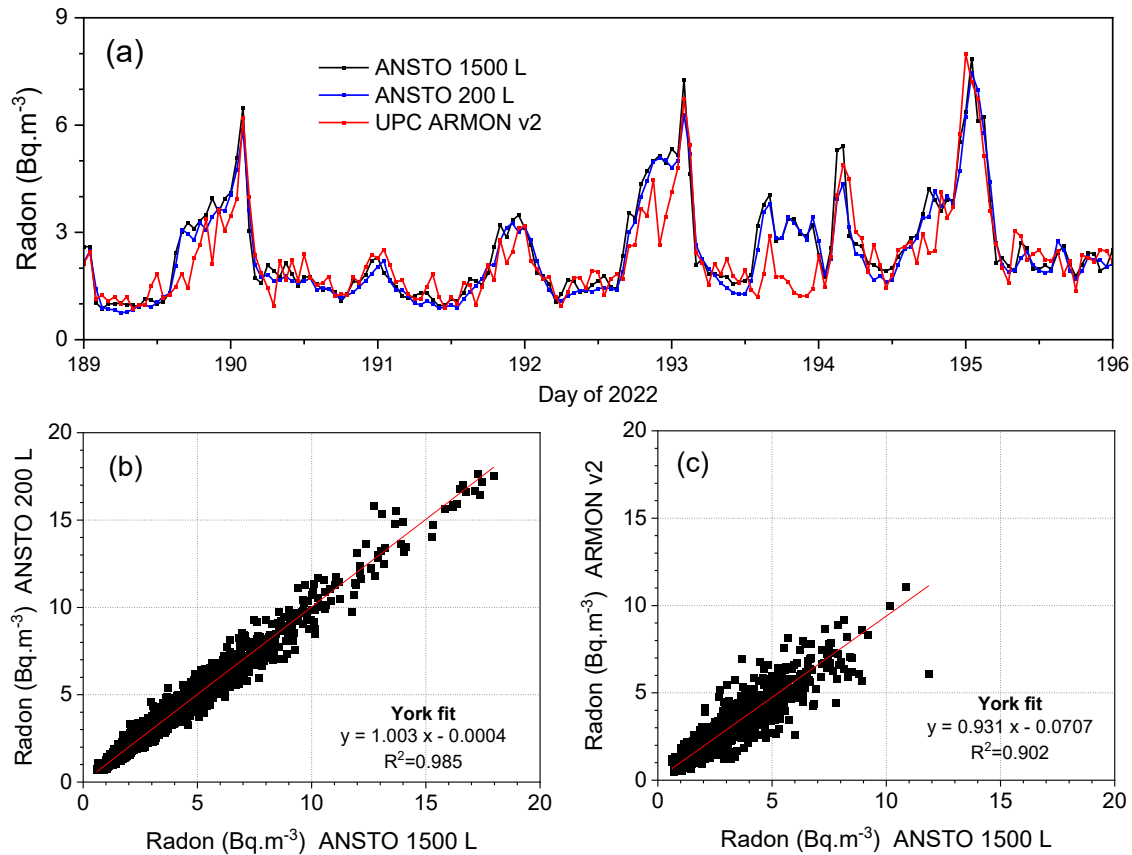 (a)
ANSTO 1500 L
ANSTO 200 L
UPC ARMON v2
Radon (Bq.m⁻³)
9
6
3
0
189 190 191 192 193 194 195 196
Day of 2022
(b)
Radon (Bq.m⁻³) ANSTO 200 L
20
15
10
5
0
York fit
y = 1.003 x - 0.0004
R²=0.985
0 5 10 15 20
Radon (Bq.m⁻³) ANSTO 1500 L
(c)
Radon (Bq.m⁻³) ARMON v2
20
15
10
5
0
York fit
y = 0.931 x - 0.0707
R²=0.902
0 5 10 15 20
Radon (Bq.m⁻³) ANSTO 1500 L